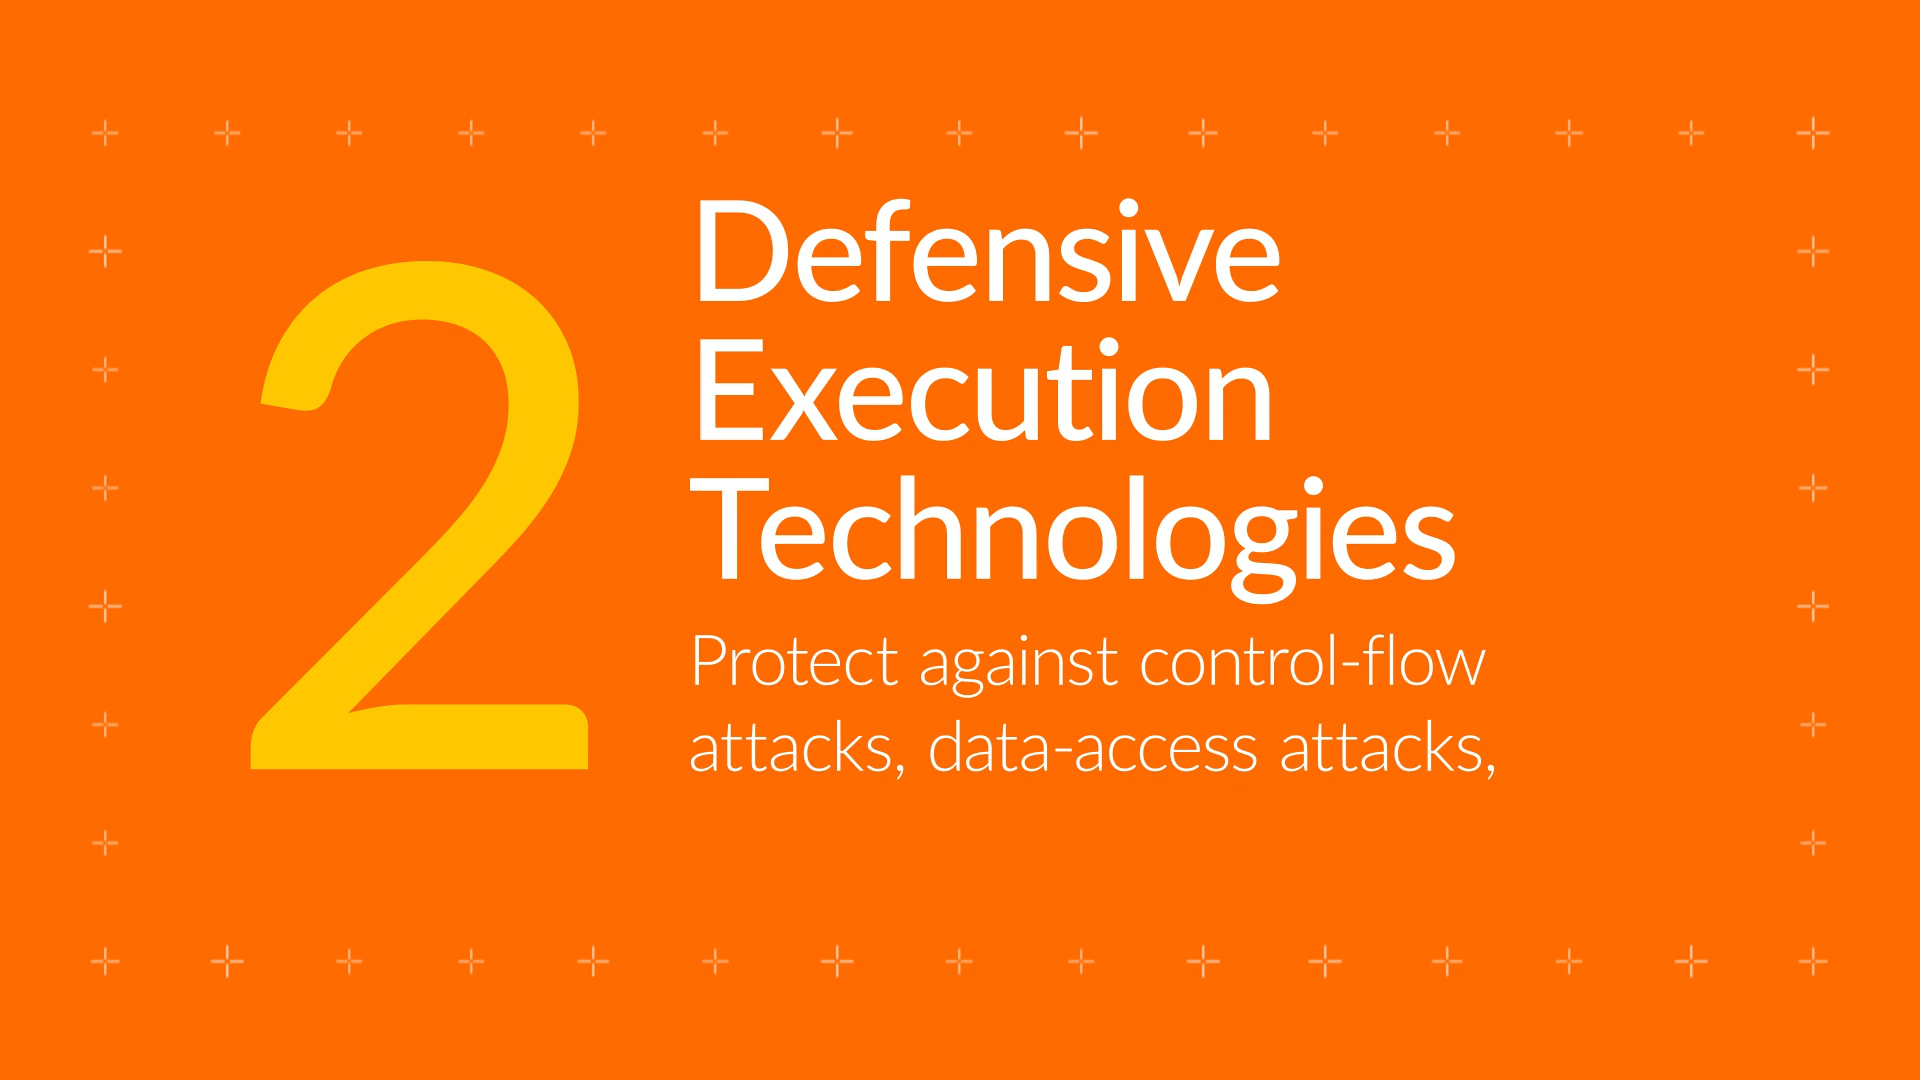 2
Defensive
Execution
Technologies
Protect against control-flow
attacks, data-access attacks,